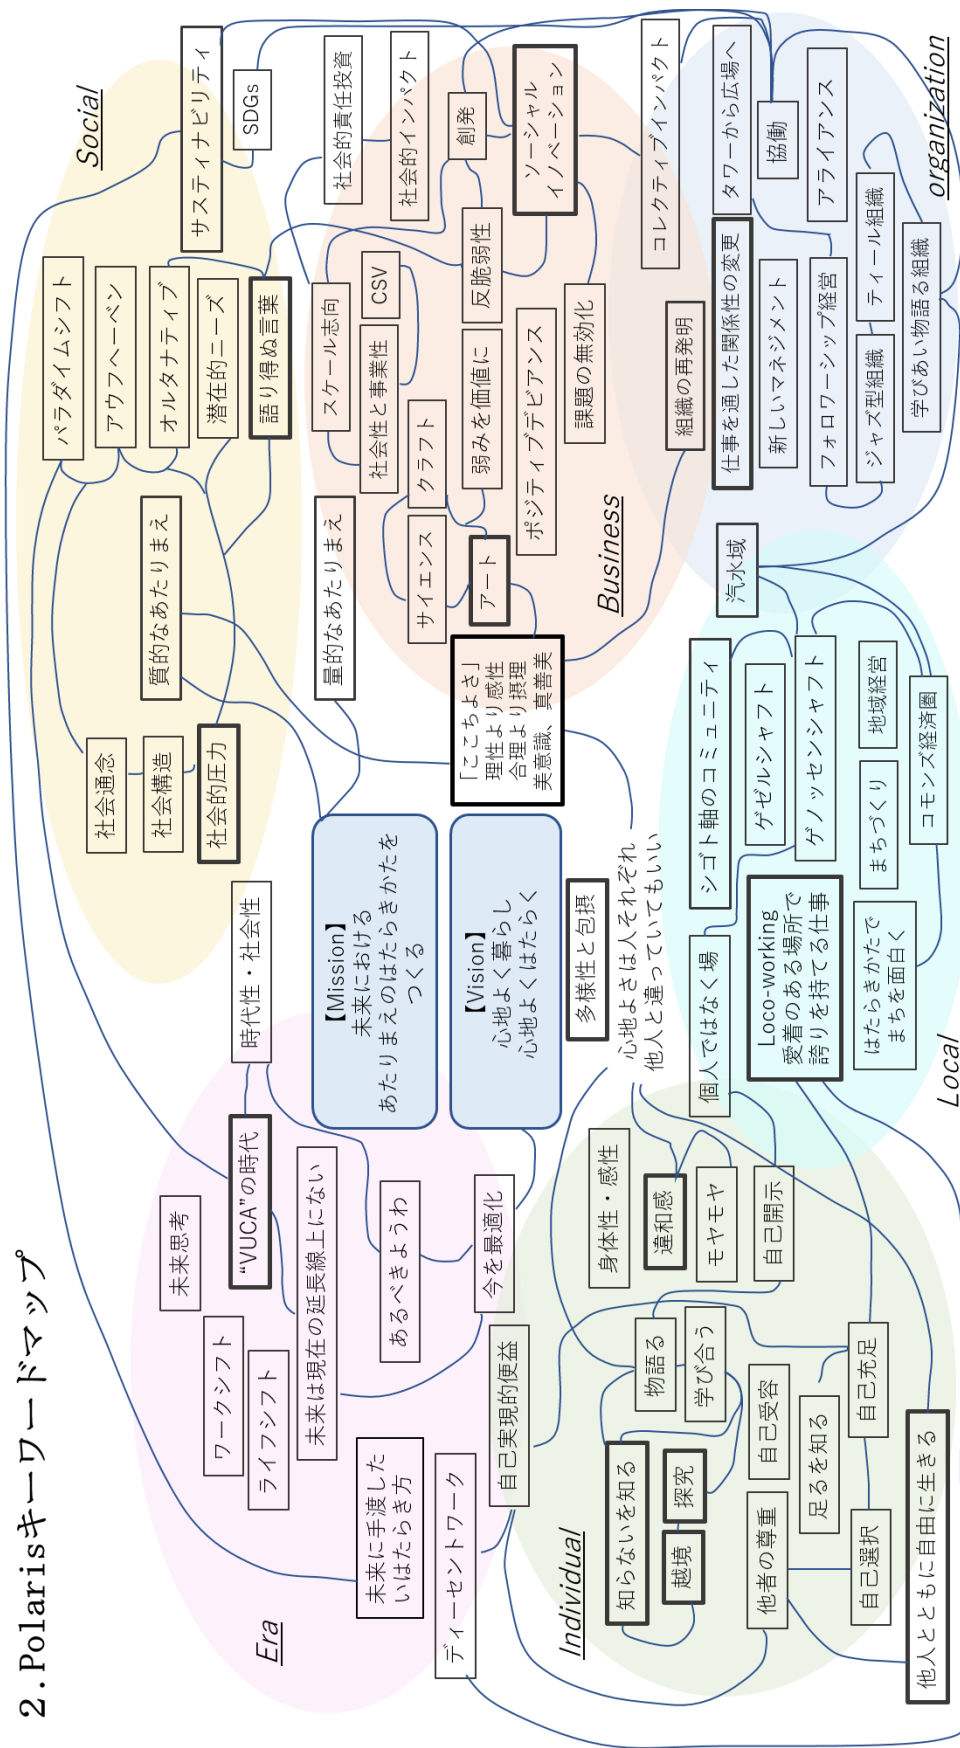 2.Polarisキーワードマップ
Era
未来思考
ワークシフト
ライフシフト
“VUCA”の時代
時代性・社会性
未来は現在の延長線上にない
未来に手渡した
いはたらき方
あるべきようわ
ディーセントワーク
今を最適化
自己実現的便益
Social
パラダイムシフト
アウフヘーベン
オルタナティブ
潜在的ニーズ
語り得ぬ言葉
サスティナビリティ
SDGs
質的なあたりまえ
社会通念
社会構造
社会的圧力
量的なあたりまえ
【Mission】
未来における
あたりまえのはたらきかたを
つくる
【Vision】
心地よく暮らし
心地よくはたらく
「ここちよさ」
理性より感性
合理より摂理
美意識、真善美
多様性と包摂
心地よさは人それぞれ
他人と違っていてもいい
Business
社会的責任投資
社会的インパクト
スケール志向
社会性と事業性
CSV
創発
ソーシャル
イノベーション
反脆弱性
クラフト
サイエンス
アート
弱みを価値に
ポジティブデビアンス
課題の無効化
organization
コレクティブインパクト
組織の再発明
タワーから広場へ
仕事を通した関係性の変更
協働
新しいマネジメント
アライアンス
フォロワーシップ経営
ティール組織
ジャズ型組織
学びあい物語る組織
汽水域
Local
シゴト軸のコミュニティ
個人ではなく場
ゲゼルシャフト
ゲノッセンシャフト
Loco-working
愛着のある場所で
誇りを持てる仕事
地域経営
まちづくり
はたらきかたで
まちを面白く
コモンズ経済圏
Individual
身体性・感性
違和感
モヤモヤ
自己開示
物語る
学び合う
知らないを知る
探究
越境
自己受容
他者の尊重
足るを知る
自己充足
自己選択
他人とともに自由に生きる